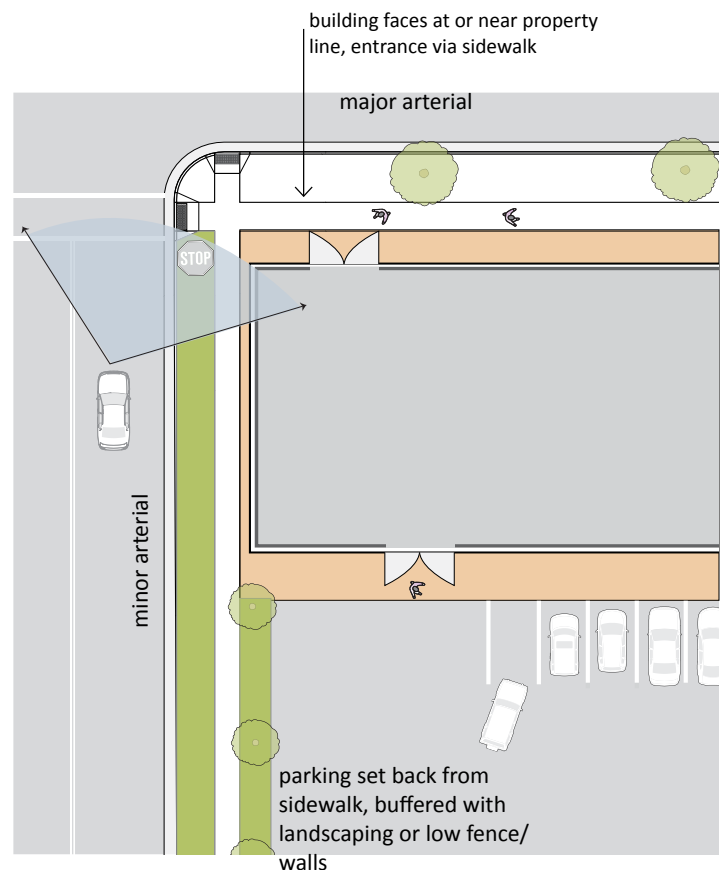 building faces at or near property
line, entrance via sidewalk
major arterial
STOP
minor arterial
parking set back from
sidewalk, buffered with
landscaping or low fence/
walls